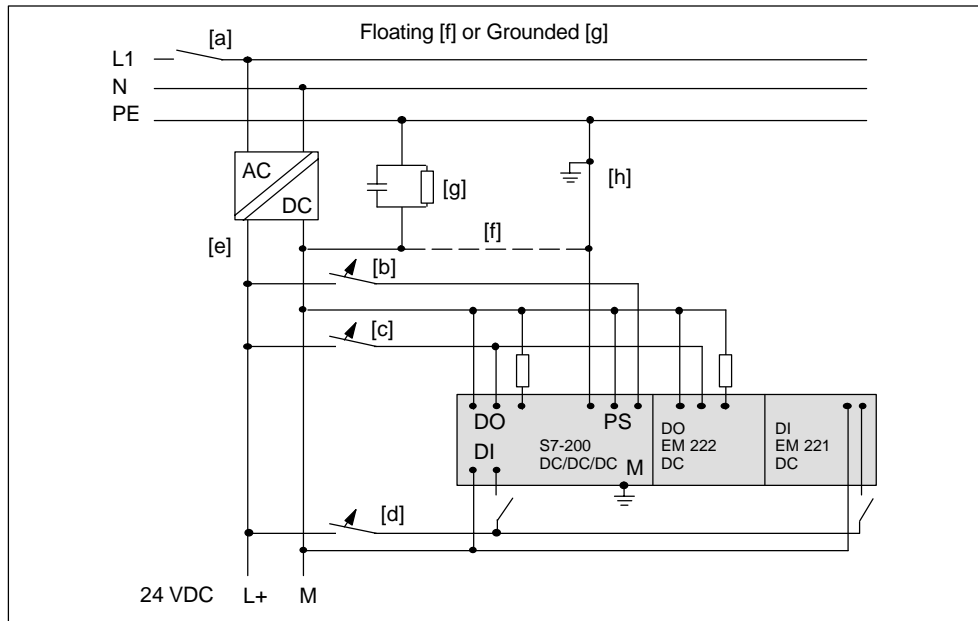 Floating [f] or Grounded [g]
[a]
L1
N
PE
AC
DC
[g]
[h]
[e]
[f]
[b]
[c]
DO
PS
DI
S7-200
DC/DC/DC
M
DO
EM 222
DC
DI
EM 221
DC
[d]
24 VDC L+ M